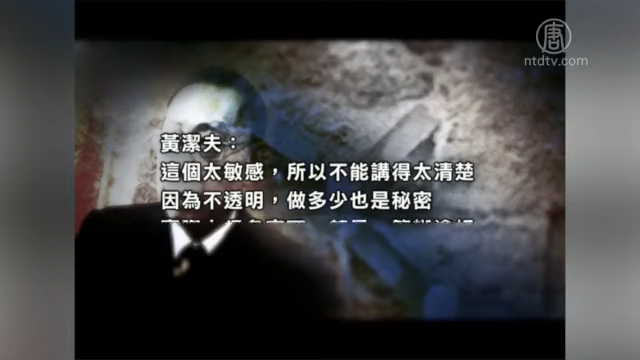 唐
ntdtv.com
黃潔夫：
這個太敏感，所以不能講得太清楚
因為不透明，做多少也是秘密